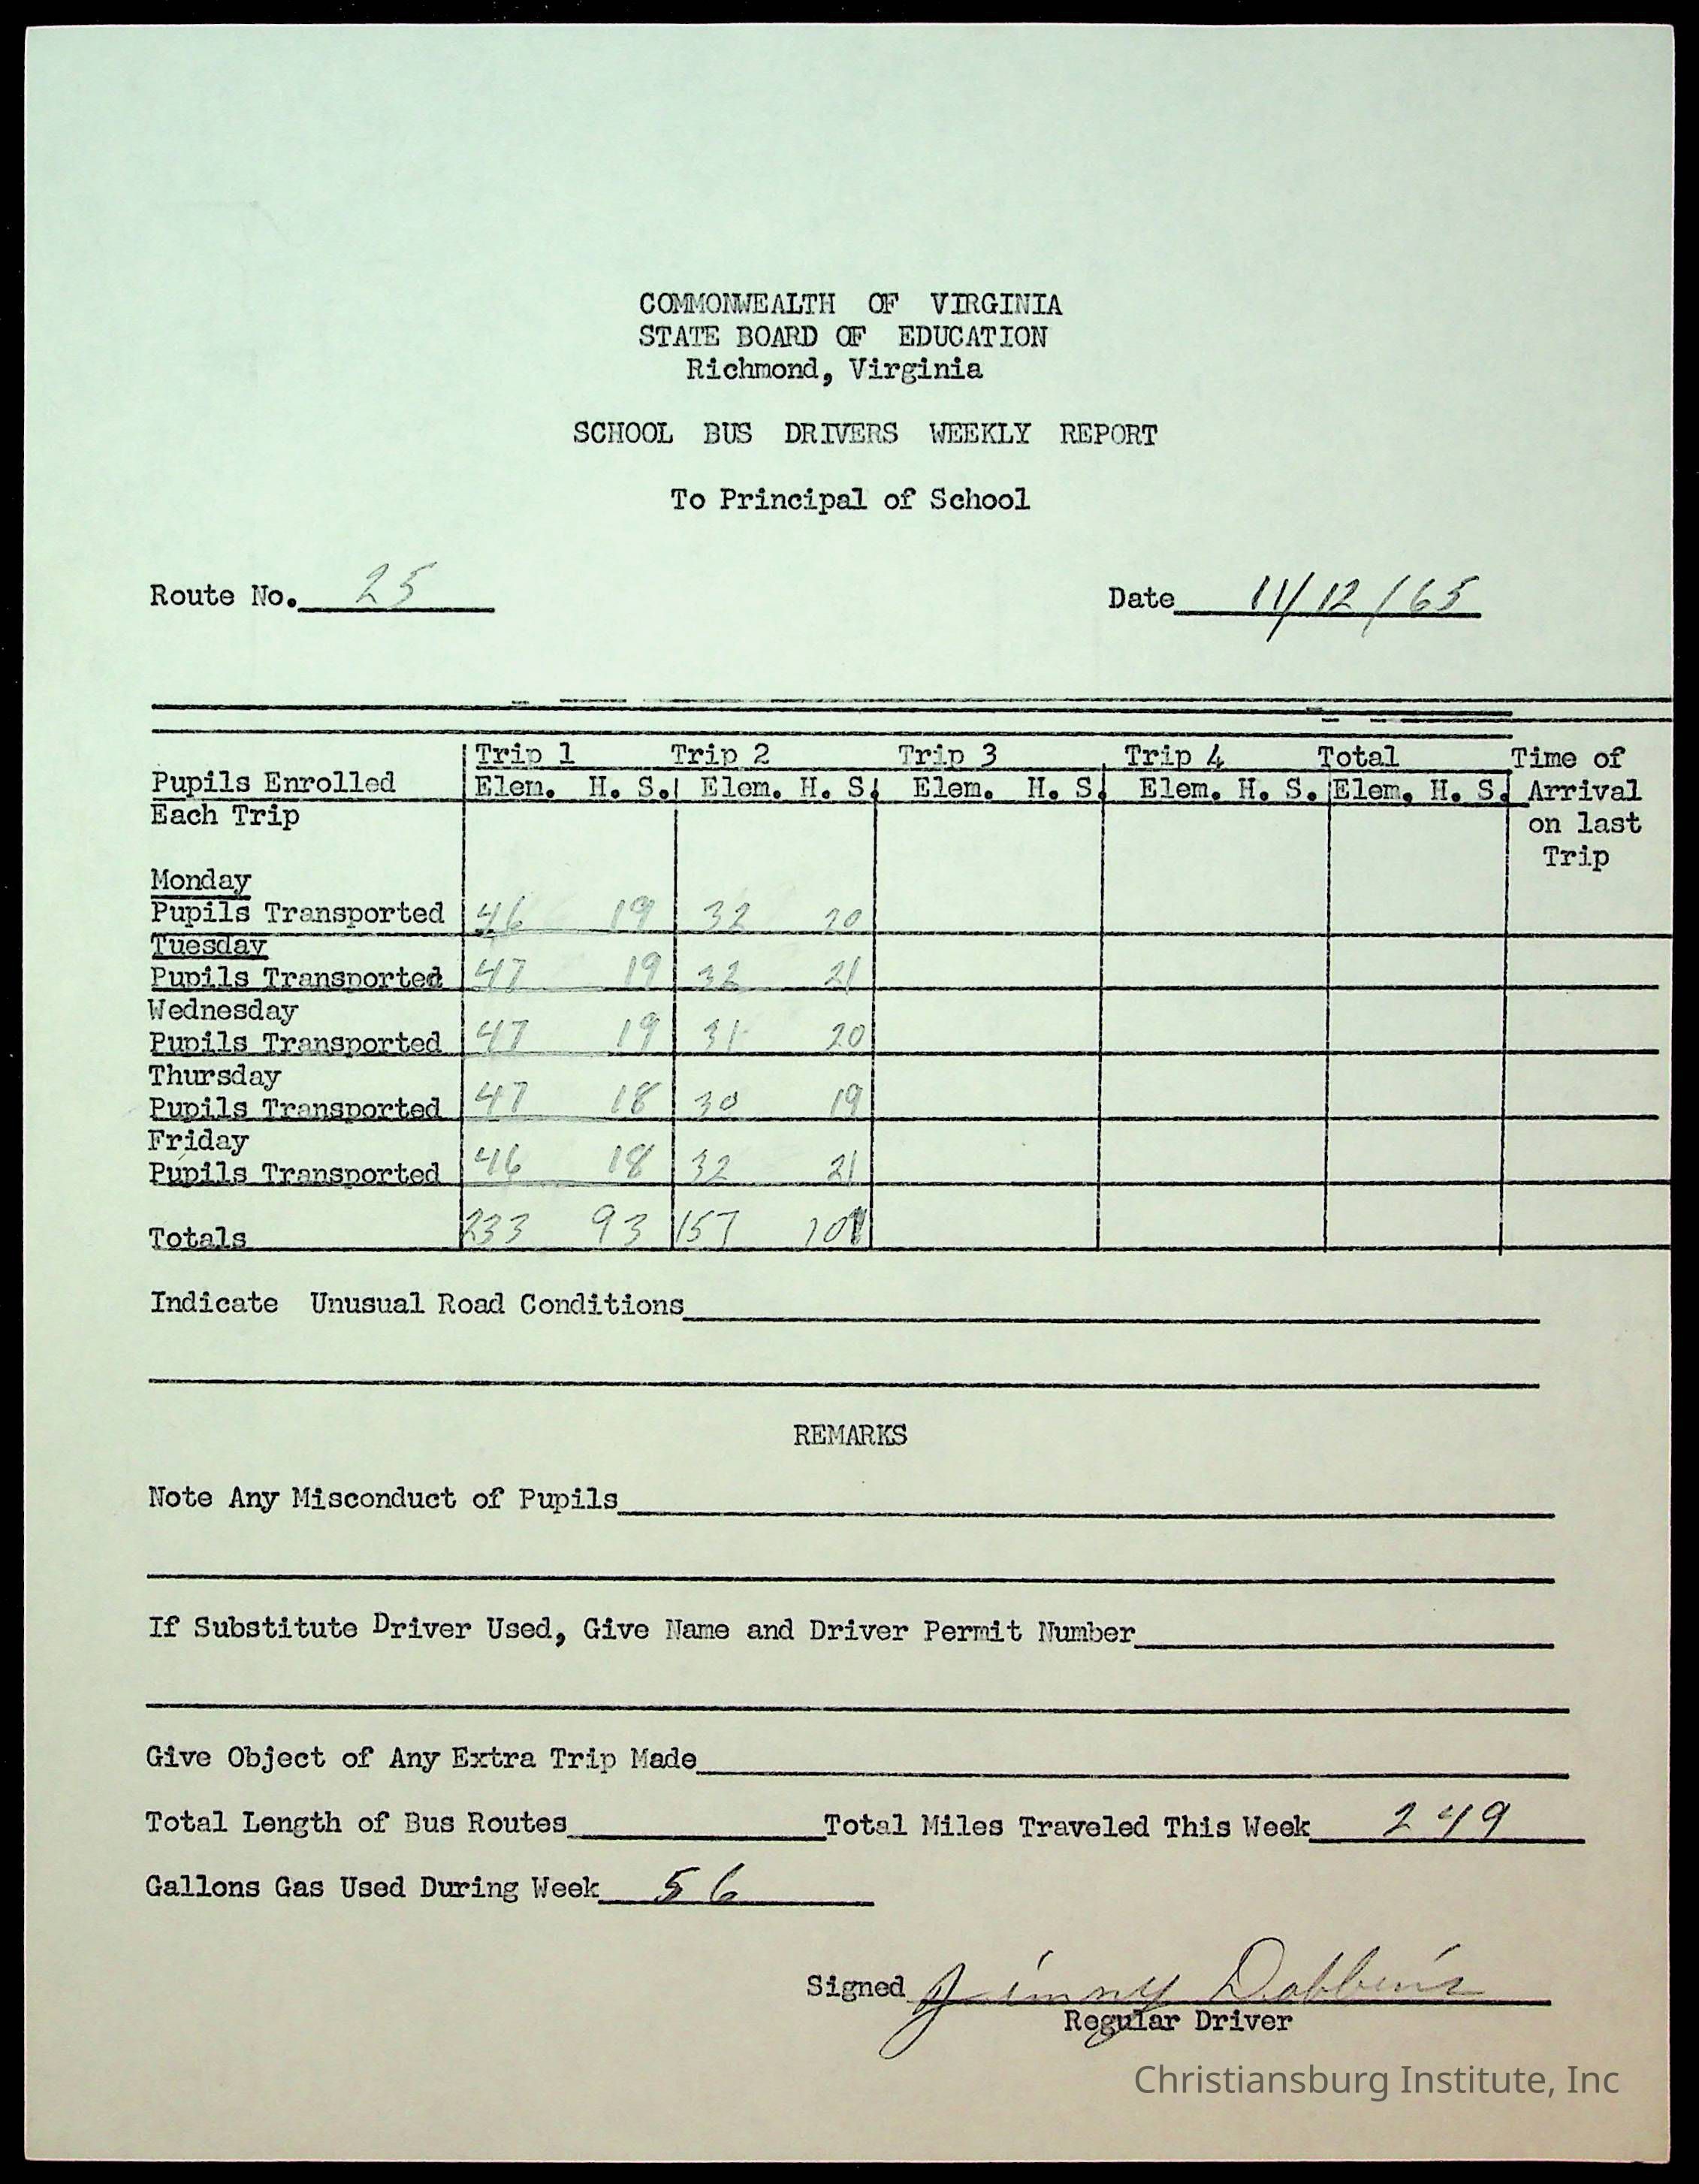 COMMONWEALTH OF VIRGINIA
STATE BOARD OF EDUCATION
Richmond, Virginia
SCHOOL BUS DRIVERS WEEKLY REPORT
To Principal of School
Route No. 25 Date 11/12/65
Trip 1 Trip 2 Trip 3 Trip 4 Total Time of
Pupils Enrolled Elem. H. S. Elem. H. S. Elem. H. S. Elem. H. S. Elem. H. S. Arrival
Each Trip on last
Trip
Monday
Pupils Transported 46 19 32 20
Tuesday
Pupils Transported 47 19 32 21
Wednesday
Pupils Transported 47 19 31 20
Thursday
Pupils Transported 47 18 30 19
Friday
Pupils Transported 46 18 32 21
Totals 233 93 157 101
Indicate Unusual Road Conditions
REMARKS
Note Any Misconduct of Pupils
If Substitute Driver Used, Give Name and Driver Permit Number
Give Object of Any Extra Trip Made
Total Length of Bus Routes Total Miles Traveled This Week 249
Gallons Gas Used During Week 56
Signed Jimmy Dobbins
Regular Driver
Christiansburg Institute, Inc